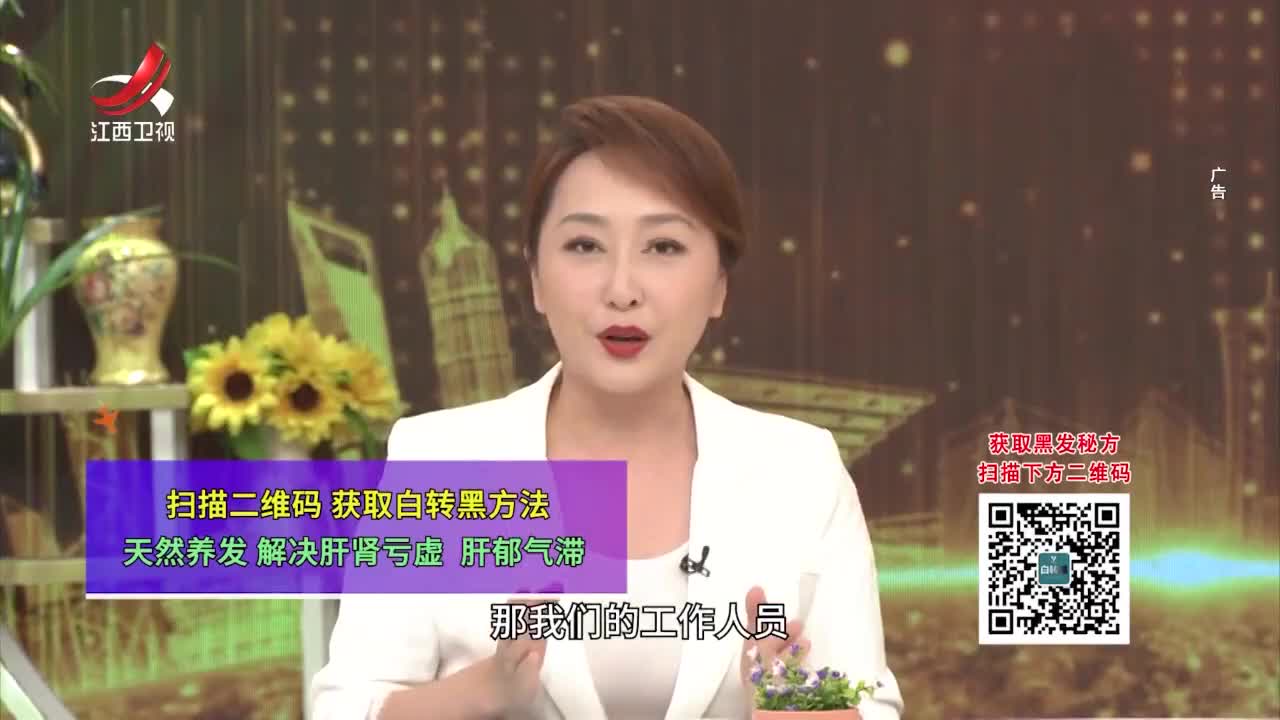 江西卫视
广告
获取黑发秘方
扫描下方二维码
白转
扫描二维码 获取白转黑方法
天然养发 解决肝肾亏虚 肝郁气滞
那我们的工作人员